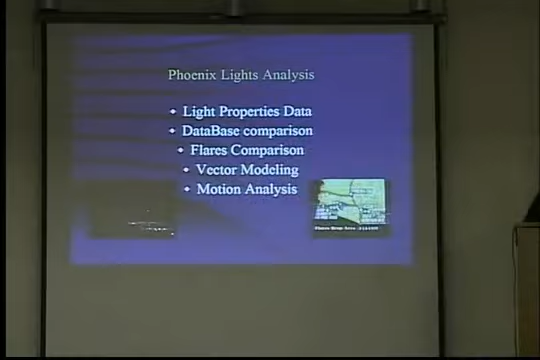 Phoenix Lights Analysis
Light Properties Data
DataBase comparison
Flares Comparison
Vector Modeling
Motion Analysis